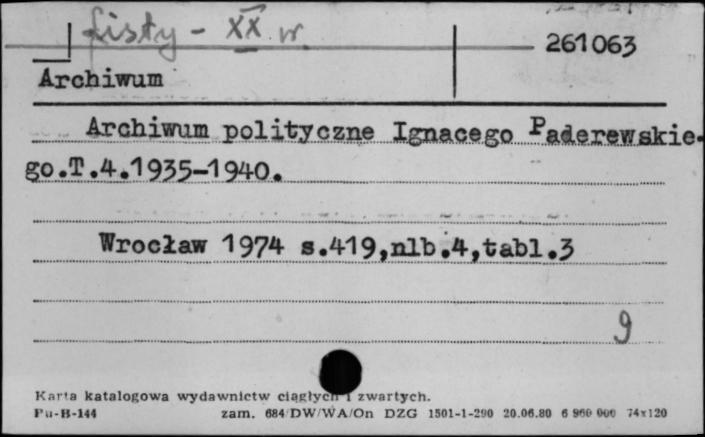 Listy - XX w.
261063
Archiwum
Archiwum polityczne Ignacego Paderewskie-
go.T.4.1935-1940.
Wrocław 1974 s.419,nlb.4,tabl.3
9
Karta katalogowa wydawnictw ciągłych i zwartych.
Pu-B-144 zam. 684/DW/WA/On DZG 1501-1-290 20.06.80 6 960 000 74x120